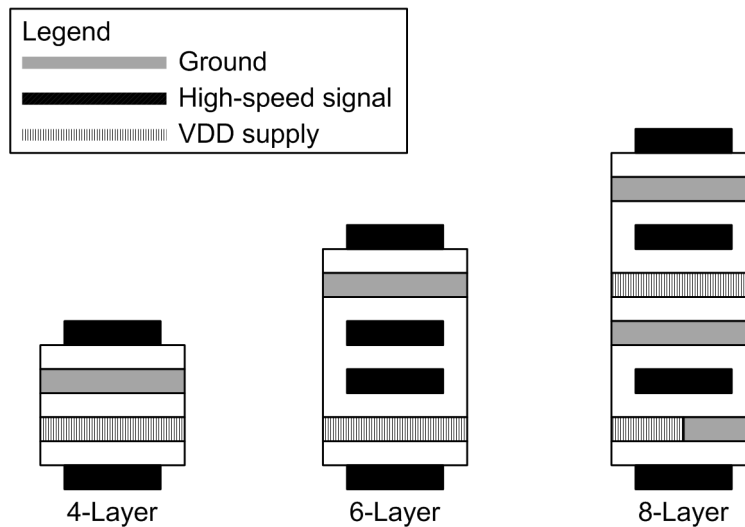 Legend
Ground
High-speed signal
VDD supply
4-Layer
6-Layer
8-Layer